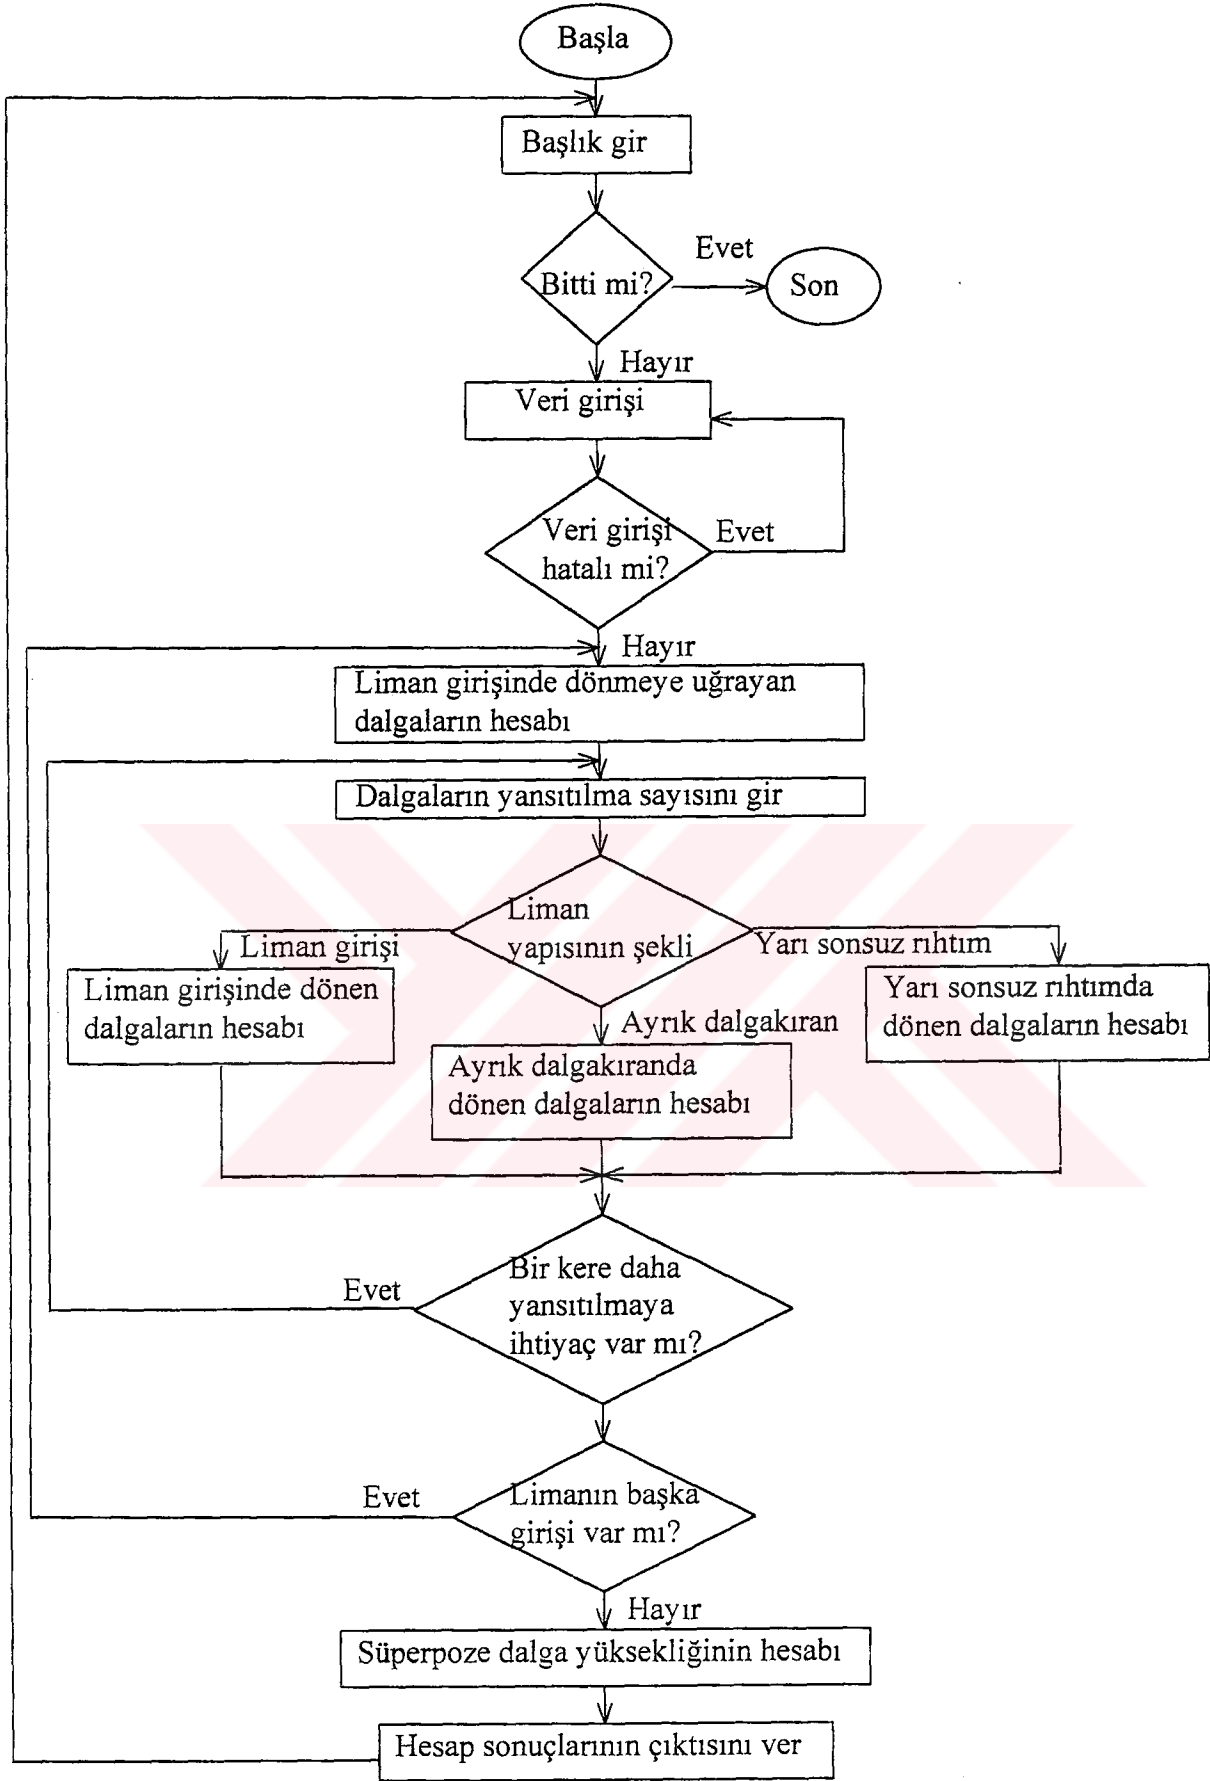 Başla
Başlık gir
Evet
Bitti mi?
Son
Hayır
Veri girişi
Veri girişi
hatalı mi?
Evet
Hayır
Liman girişinde dönmeye uğrayan
dalgaların hesabı
Dalgaların yansıtılma sayısını gir
Liman
yapısının şekli
Liman girişi
Yarı sonsuz rıhtım
Liman girişinde dönen
dalgaların hesabı
Yarı sonsuz rıhtımda
dönen dalgaların hesabı
Ayrık dalgakıran
Ayrık dalgakıranda
dönen dalgaların hesabı
Bir kere daha
yansıtılmaya
ihtiyaç var mı?
Evet
Limanın başka
girişi var mı?
Evet
Hayır
Süperpoze dalga yüksekliğinin hesabı
Hesap sonuçlarının çıktısını ver